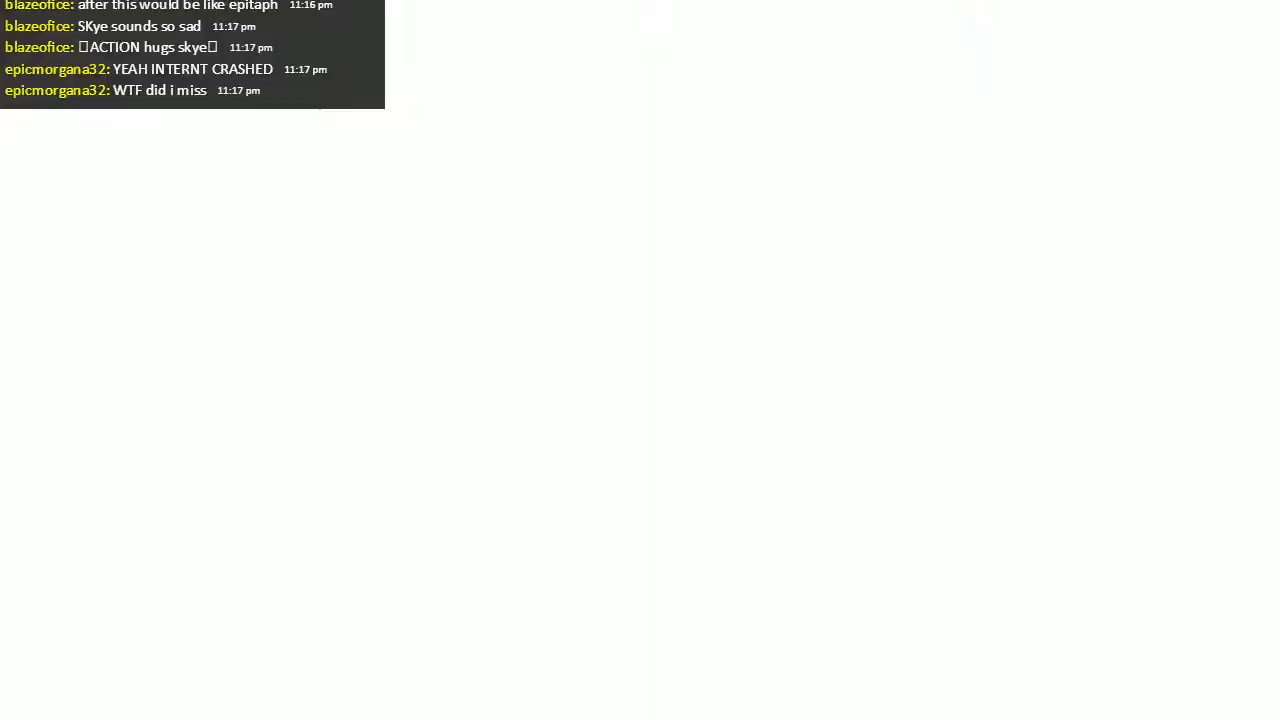 blazeofice: after this would be like epitaph 11:16 pm
blazeofice: SKye sounds so sad 11:17 pm
blazeofice: □ACTION hugs skye□ 11:17 pm
epicmorgana32: YEAH INTERNT CRASHED 11:17 pm
epicmorgana32: WTF did i miss 11:17 pm